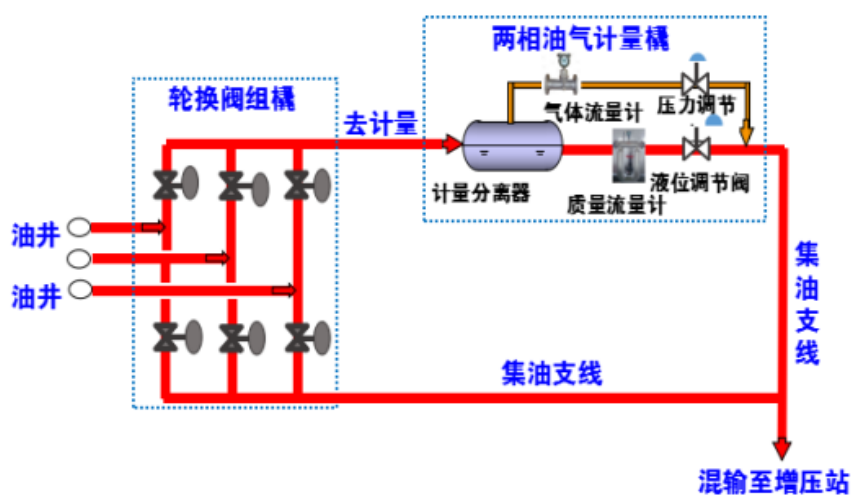 两相油气计量橇
轮换阀组橇
气体流量计
压力调节
去计量
计量分离器
质量流量计
液位调节阀
油井
油井
集油支线
集油支线
混输至增压站